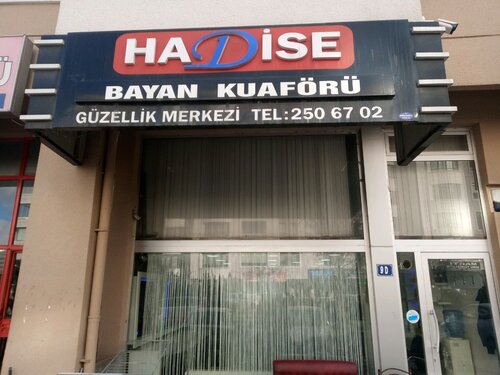 HADİSE
BAYAN KUAFÖRÜ
GÜZELLİK MERKEZİ TEL:250 67 02
9D